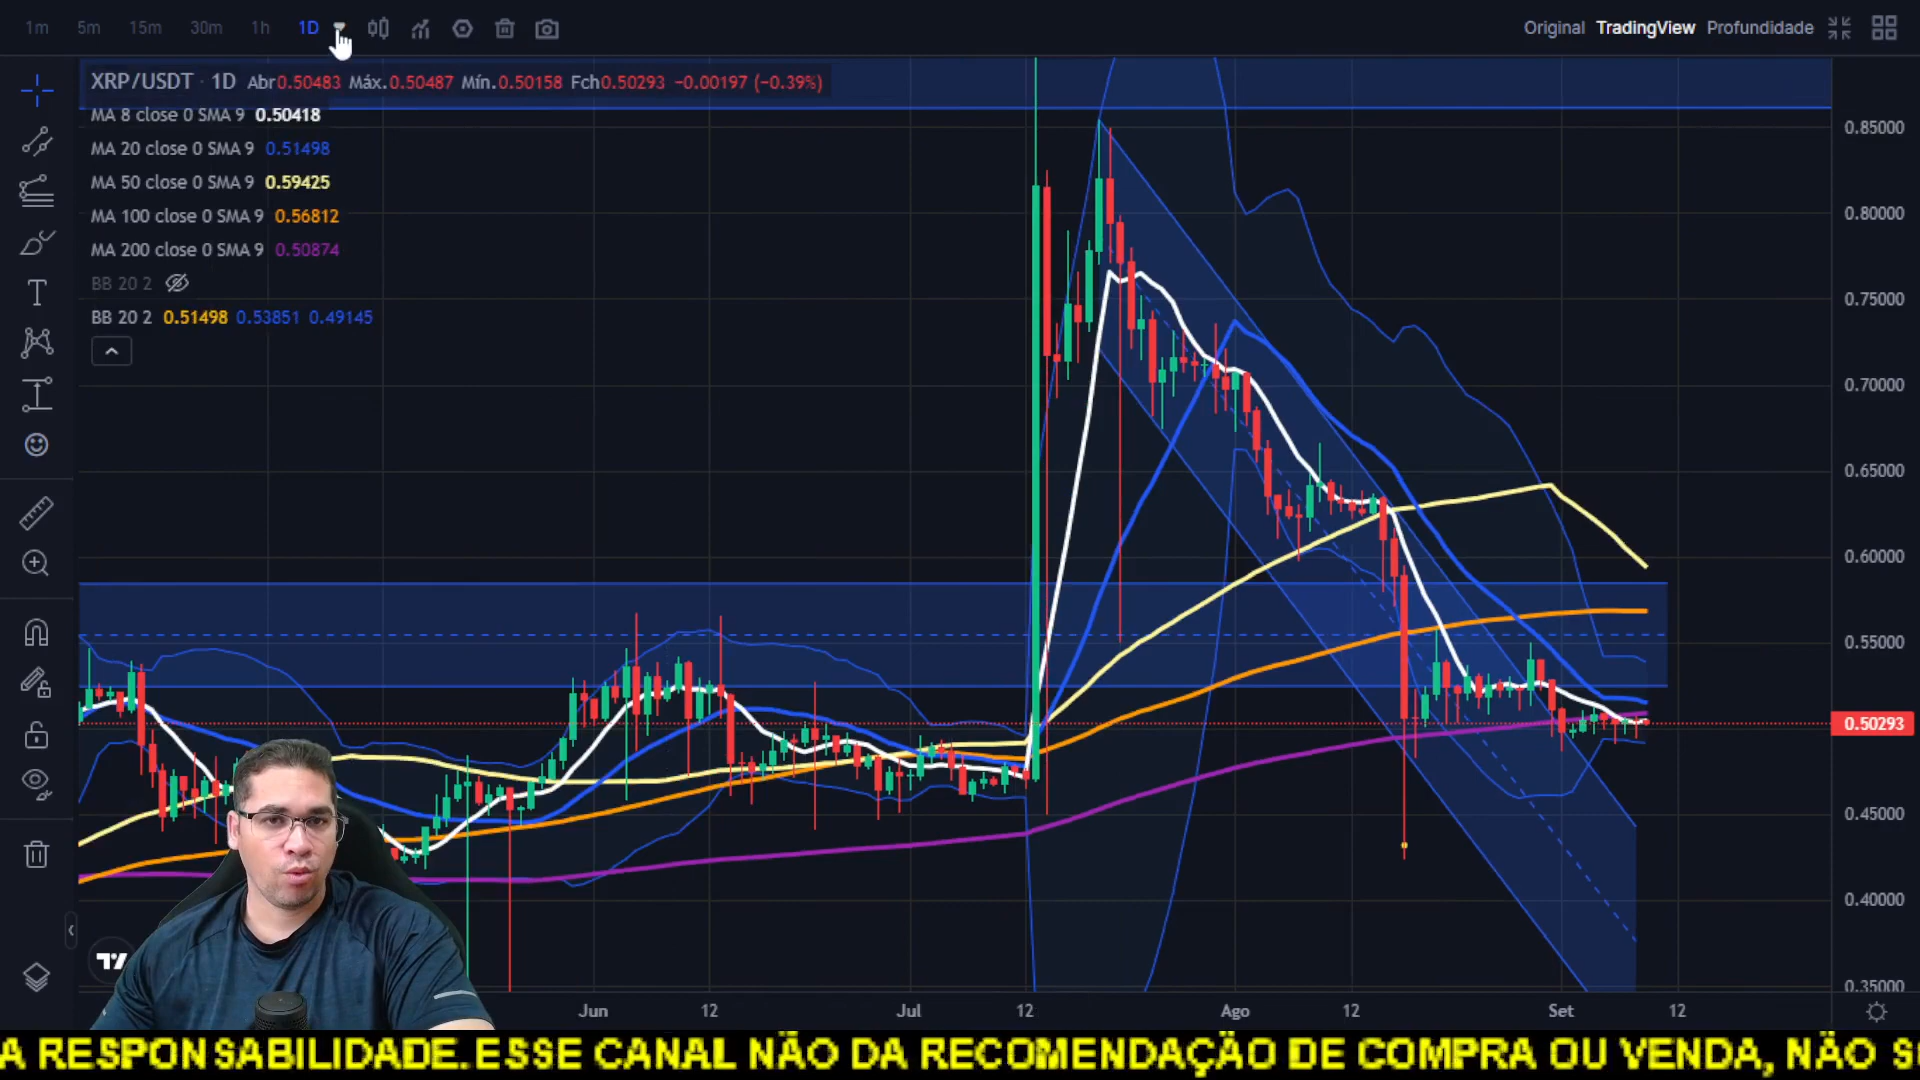 1m 5m 15m 30m 1h 1D Original TradingView Profundidade
XRP/USDT · 1D Abr0.50483 Máx.0.50487 Mín.0.50158 Fch0.50293 −0.00197 (−0.39%)
MA 8 close 0 SMA 9 0.50418
MA 20 close 0 SMA 9 0.51498
MA 50 close 0 SMA 9 0.59425
MA 100 close 0 SMA 9 0.56812
MA 200 close 0 SMA 9 0.50874
BB 20 2
BB 20 2 0.51498 0.53851 0.49145
0.85000
0.80000
0.75000
0.70000
0.65000
0.60000
0.55000
0.50293
0.45000
0.40000
0.35000
Jun 12 Jul 12 Ago 12 Set 12
A RESPONSABILIDADE.ESSE CANAL NÃO DA RECOMENDAÇÃO DE COMPRA OU VENDA, NÃO S